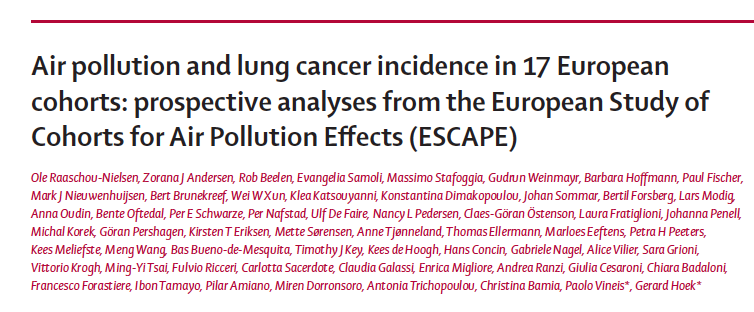 Air pollution and lung cancer incidence in 17 European
cohorts: prospective analyses from the European Study of
Cohorts for Air Pollution Effects (ESCAPE)
Ole Raaschou-Nielsen, Zorana J Andersen, Rob Beelen, Evangelia Samoli, Massimo Stafoggia, Gudrun Weinmayr, Barbara Hoffmann, Paul Fischer,
Mark J Nieuwenhuijsen, Bert Brunekreef, Wei W Xun, Klea Katsouyanni, Konstantina Dimakopoulou, Johan Sommar, Bertil Forsberg, Lars Modig,
Anna Oudin, Bente Oftedal, Per E Schwarze, Per Nafstad, Ulf De Faire, Nancy L Pedersen, Claes-Göran Östenson, Laura Fratiglioni, Johanna Penell,
Michal Korek, Göran Pershagen, Kirsten T Eriksen, Mette Sørensen, Anne Tjønneland, Thomas Ellermann, Marloes Eeftens, Petra H Peeters,
Kees Meliefste, Meng Wang, Bas Bueno-de-Mesquita, Timothy J Key, Kees de Hoogh, Hans Concin, Gabriele Nagel, Alice Vilier, Sara Grioni,
Vittorio Krogh, Ming-Yi Tsai, Fulvio Ricceri, Carlotta Sacerdote, Claudia Galassi, Enrica Migliore, Andrea Ranzi, Giulia Cesaroni, Chiara Badaloni,
Francesco Forastiere, Ibon Tamayo, Pilar Amiano, Miren Dorronsoro, Antonia Trichopoulou, Christina Bamia, Paolo Vineis*, Gerard Hoek*